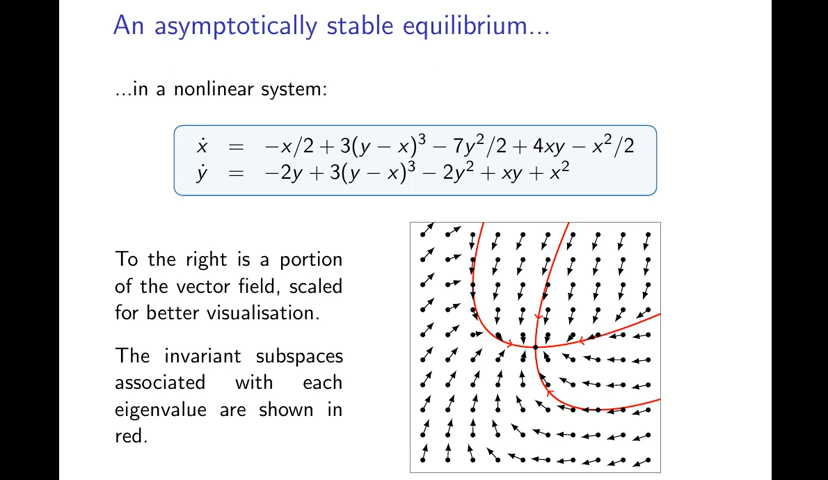 An asymptotically stable equilibrium...
...in a nonlinear system:
ẋ = −x/2 + 3(y − x)³ − 7y²/2 + 4xy − x²/2
ẏ = −2y + 3(y − x)³ − 2y² + xy + x²
To the right is a portion
of the vector field, scaled
for better visualisation.
The invariant subspaces
associated with each
eigenvalue are shown in
red.